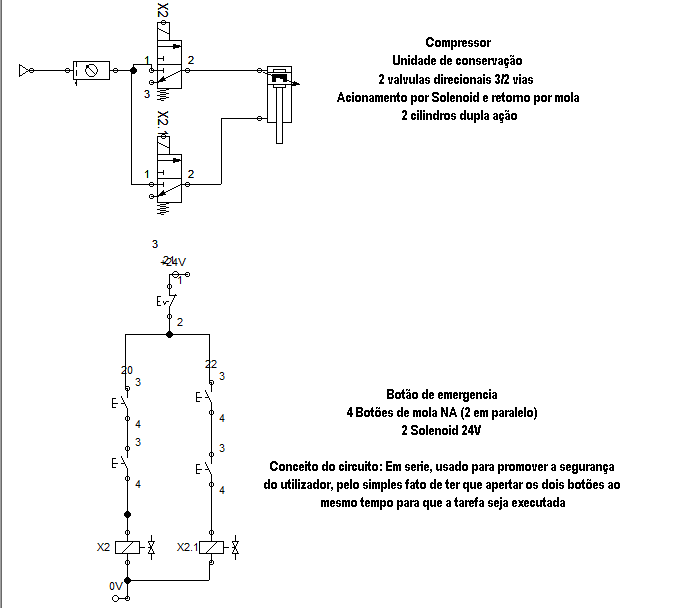 X2
Compressor
Unidade de conservação
1 2
2 valvulas direcionais 3/2 vias
3
Acionamento por Solenoid e retorno por mola
2 cilindros dupla ação
X2.1
1 2
3
+24V
21
1
2
20 22
3 3
4 4
3 3
4 4
Botão de emergencia
4 Botões de mola NA (2 em paralelo)
2 Solenoid 24V
Conceito do circuito: Em serie, usado para promover a segurança
do utilizador, pelo simples fato de ter que apertar os dois botões ao
mesmo tempo para que a tarefa seja executada
X2 X2.1
0V